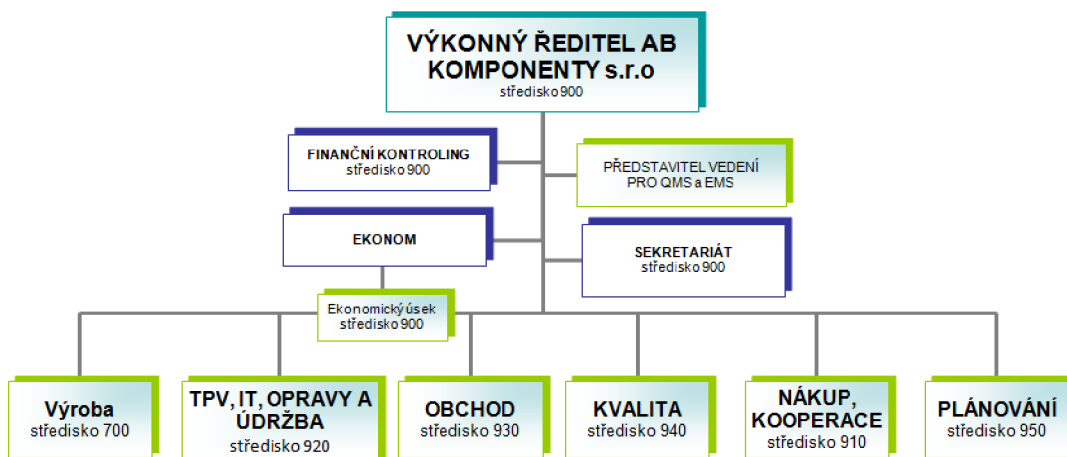 VÝKONNÝ ŘEDITEL AB
KOMPONENTY s.r.o
středisko 900
FINANČNÍ KONTROLING
středisko 900
PŘEDSTAVITEL VEDENÍ
PRO QMS a EMS
EKONOM
SEKRETARIÁT
středisko 900
Ekonomický úsek
středisko 900
Výroba
středisko 700
TPV, IT, OPRAVY A
ÚDRŽBA
středisko 920
OBCHOD
středisko 930
KVALITA
středisko 940
NÁKUP,
KOOPERACE
středisko 910
PLÁNOVÁNÍ
středisko 950